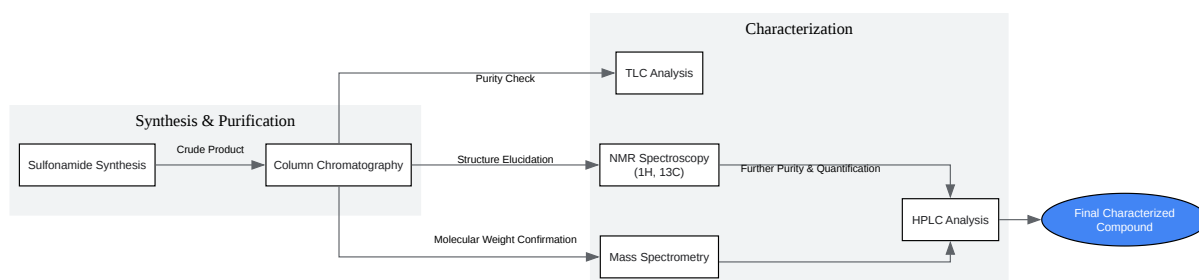 Characterization
TLC Analysis
Purity Check
Synthesis & Purification
Crude Product
Sulfonamide Synthesis
Column Chromatography
Structure Elucidation
NMR Spectroscopy
(1H, 13C)
Further Purity & Quantification
HPLC Analysis
Final Characterized
Compound
Molecular Weight Confirmation
Mass Spectrometry